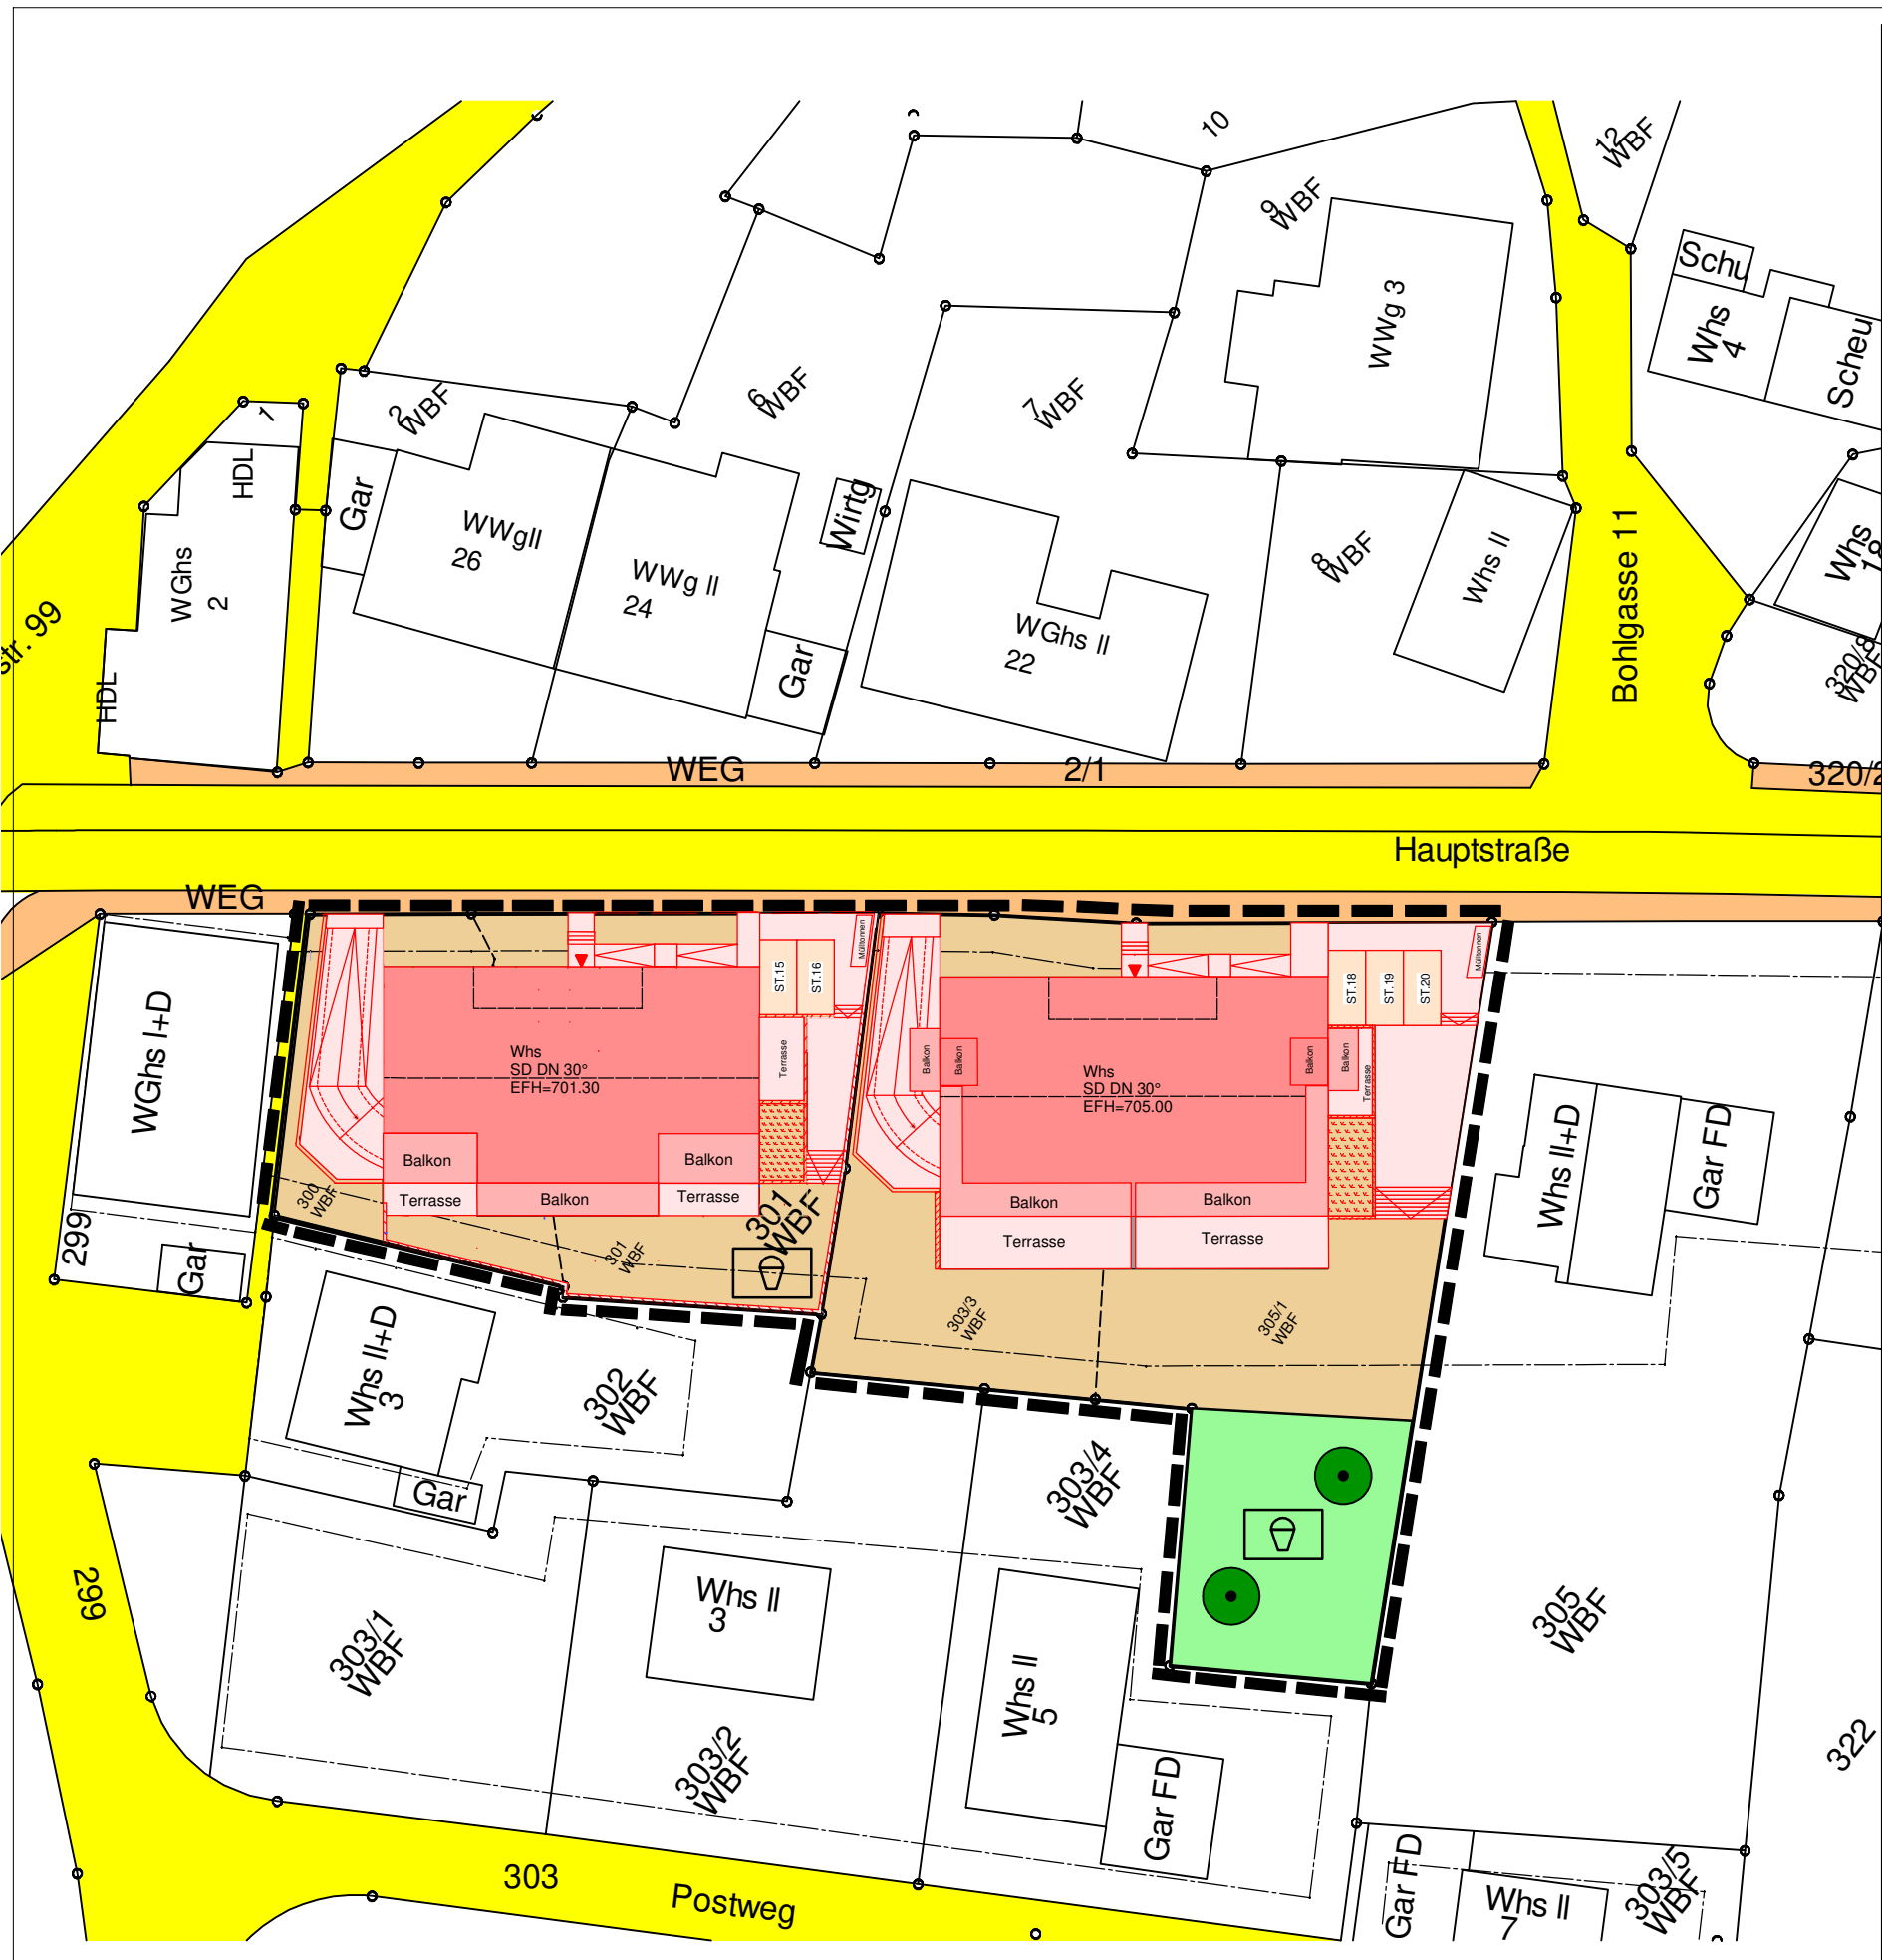 10
12
WBF
9
WBF
Schu
Whs
4
Scheu
WWg 3
2
WBF
6
WBF
7
WBF
1
HDL
Gar
WWgII
26
Wirtg
WWg II
24
WGhs
2
HDL
str. 99
Gar
WGhs II
22
8
WBF
Whs II
Bohlgasse 11
Whs
18
320/8
WBF
WEG
2/1
320/2
Hauptstraße
WEG
WGhs I+D
299
Gar
ST.15
ST.16
Mülltonnen
Terrasse
Whs
SD DN 30°
EFH=701.30
Balkon
Balkon
Terrasse
Balkon
Terrasse
300
WBF
301
WBF
301
WBF
Balkon
Balkon
Whs
SD DN 30°
EFH=705.00
Balkon
Balkon
Terrasse
ST.18
ST.19
ST.20
Mülltonnen
Balkon
Balkon
Terrasse
Terrasse
303/3
WBF
305/1
WBF
Whs II+D
Gar FD
Whs II+D
3
302
WBF
Gar
303/4
WBF
299
303/1
WBF
Whs II
3
303/2
WBF
Whs II
5
Gar FD
305
WBF
322
303
Postweg
Gar FD
Whs II
7
303/5
WBF